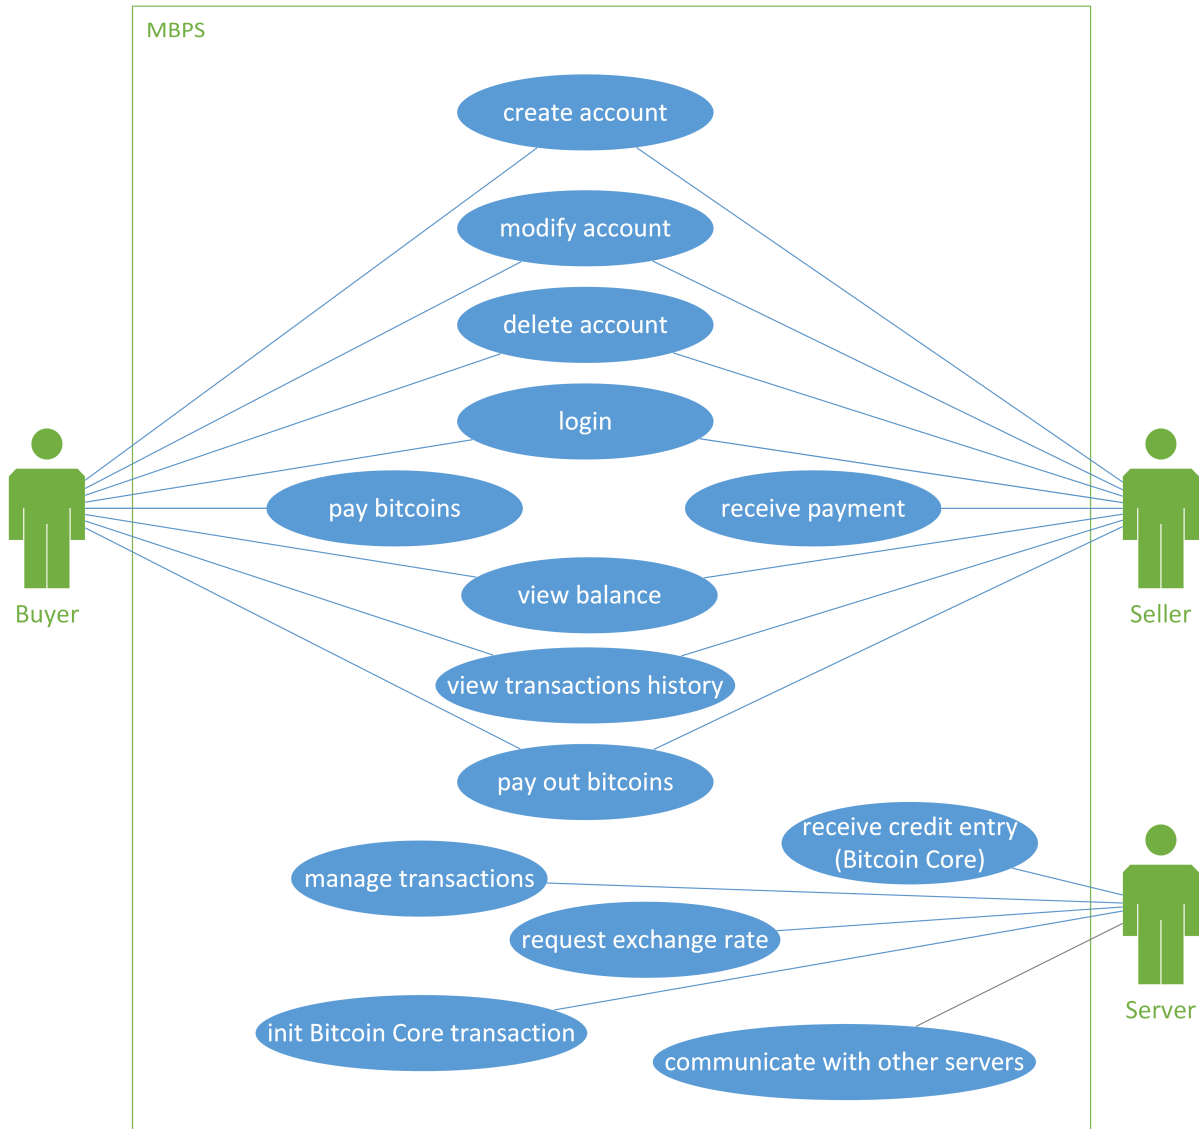 MBPS
create account
modify account
delete account
login
pay bitcoins
receive payment
view balance
Buyer
Seller
view transactions history
pay out bitcoins
receive credit entry
(Bitcoin Core)
manage transactions
request exchange rate
Server
init Bitcoin Core transaction
communicate with other servers